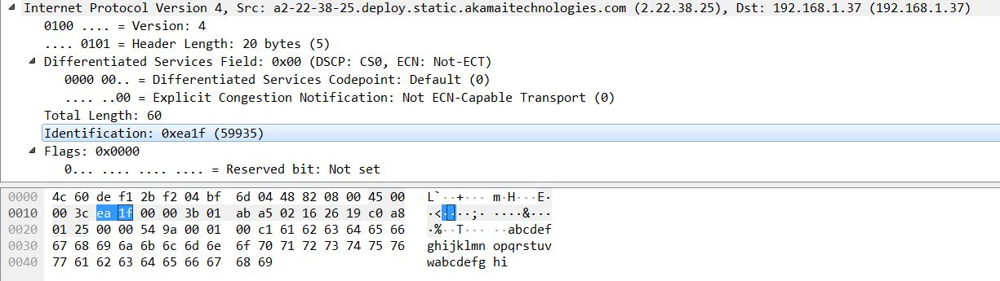 Internet Protocol Version 4, Src: a2-22-38-25.deploy.static.akamaitechnologies.com (2.22.38.25), Dst: 192.168.1.37 (192.168.1.37)
0100 .... = Version: 4
.... 0101 = Header Length: 20 bytes (5)
Differentiated Services Field: 0x00 (DSCP: CS0, ECN: Not-ECT)
0000 00.. = Differentiated Services Codepoint: Default (0)
.... ..00 = Explicit Congestion Notification: Not ECN-Capable Transport (0)
Total Length: 60
Identification: 0xea1f (59935)
Flags: 0x0000
0... .... .... .... = Reserved bit: Not set
0000 4c 60 de f1 2b f2 04 bf 6d 04 48 82 08 00 45 00 L`··+··· m·H···E·
0010 00 3c ea 1f 00 00 3b 01 ab a5 02 16 26 19 c0 a8 ·<····;· ····&···
0020 01 25 00 00 54 9a 00 01 00 c1 61 62 63 64 65 66 ·%··T··· ··abcdef
0030 67 68 69 6a 6b 6c 6d 6e 6f 70 71 72 73 74 75 76 ghijklmn opqrstuv
0040 77 61 62 63 64 65 66 67 68 69 wabcdefg hi